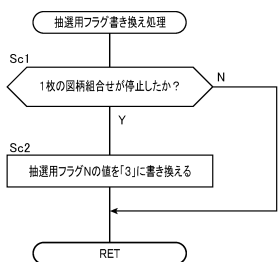 抽選用フラグ書き換え処理
Sc1
1枚の図柄組合せが停止したか？
N
Y
Sc2
抽選用フラグNの値を「3」に書き換える
RET